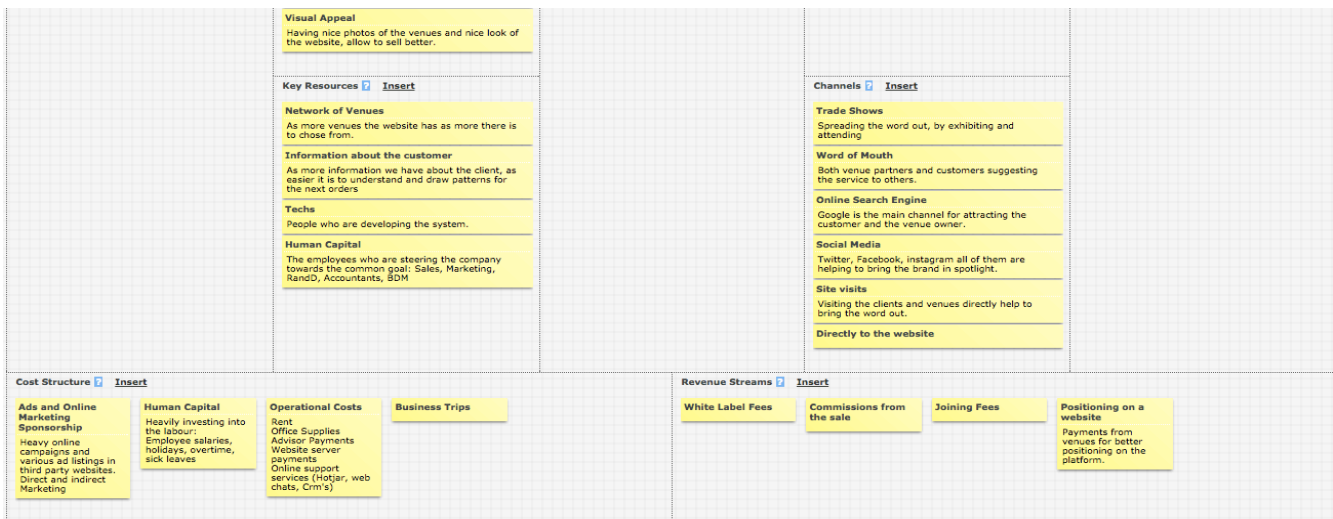 Visual Appeal
Having nice photos of the venues and nice look of
the website, allow to sell better.
Key Resources ? Insert
Network of Venues
As more venues the website has as more there is
to chose from.
Information about the customer
As more information we have about the client, as
easier it is to understand and draw patterns for
the next orders
Techs
People who are developing the system.
Human Capital
The employees who are steering the company
towards the common goal: Sales, Marketing,
RandD, Accountants, BDM
Channels ? Insert
Trade Shows
Spreading the word out, by exhibiting and
attending
Word of Mouth
Both venue partners and customers suggesting
the service to others.
Online Search Engine
Google is the main channel for attracting the
customer and the venue owner.
Social Media
Twitter, Facebook, instagram all of them are
helping to bring the brand in spotlight.
Site visits
Visiting the clients and venues directly help to
bring the word out.
Directly to the website
Cost Structure ? Insert
Ads and Online
Marketing
Sponsorship
Heavy online
campaigns and
various ad listings in
third party websites.
Direct and indirect
Marketing
Human Capital
Heavily investing into
the labour:
Employee salaries,
holidays, overtime,
sick leaves
Operational Costs
Rent
Office Supplies
Advisor Payments
Website server
payments
Online support
services (Hotjar, web
chats, Crm's)
Business Trips
Revenue Streams ? Insert
White Label Fees
Commissions from
the sale
Joining Fees
Positioning on a
website
Payments from
venues for better
positioning on the
platform.